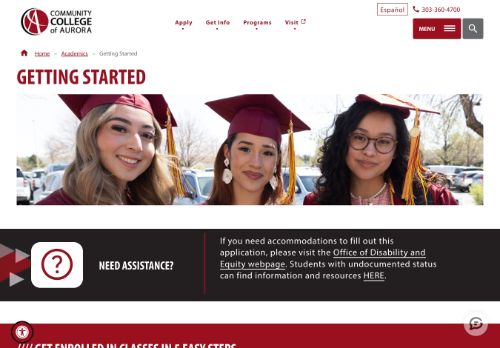 COMMUNITY
COLLEGE
of AURORA
Español
303-360-4700
Apply
Get Info
Programs
Visit
MENU
Home » Academics » Getting Started
GETTING STARTED
NEED ASSISTANCE?
If you need accommodations to fill out this
application, please visit the Office of Disability and
Equity webpage. Students with undocumented status
can find information and resources HERE.
//// GET ENROLLED IN CLASSES IN 5 EASY STEPS